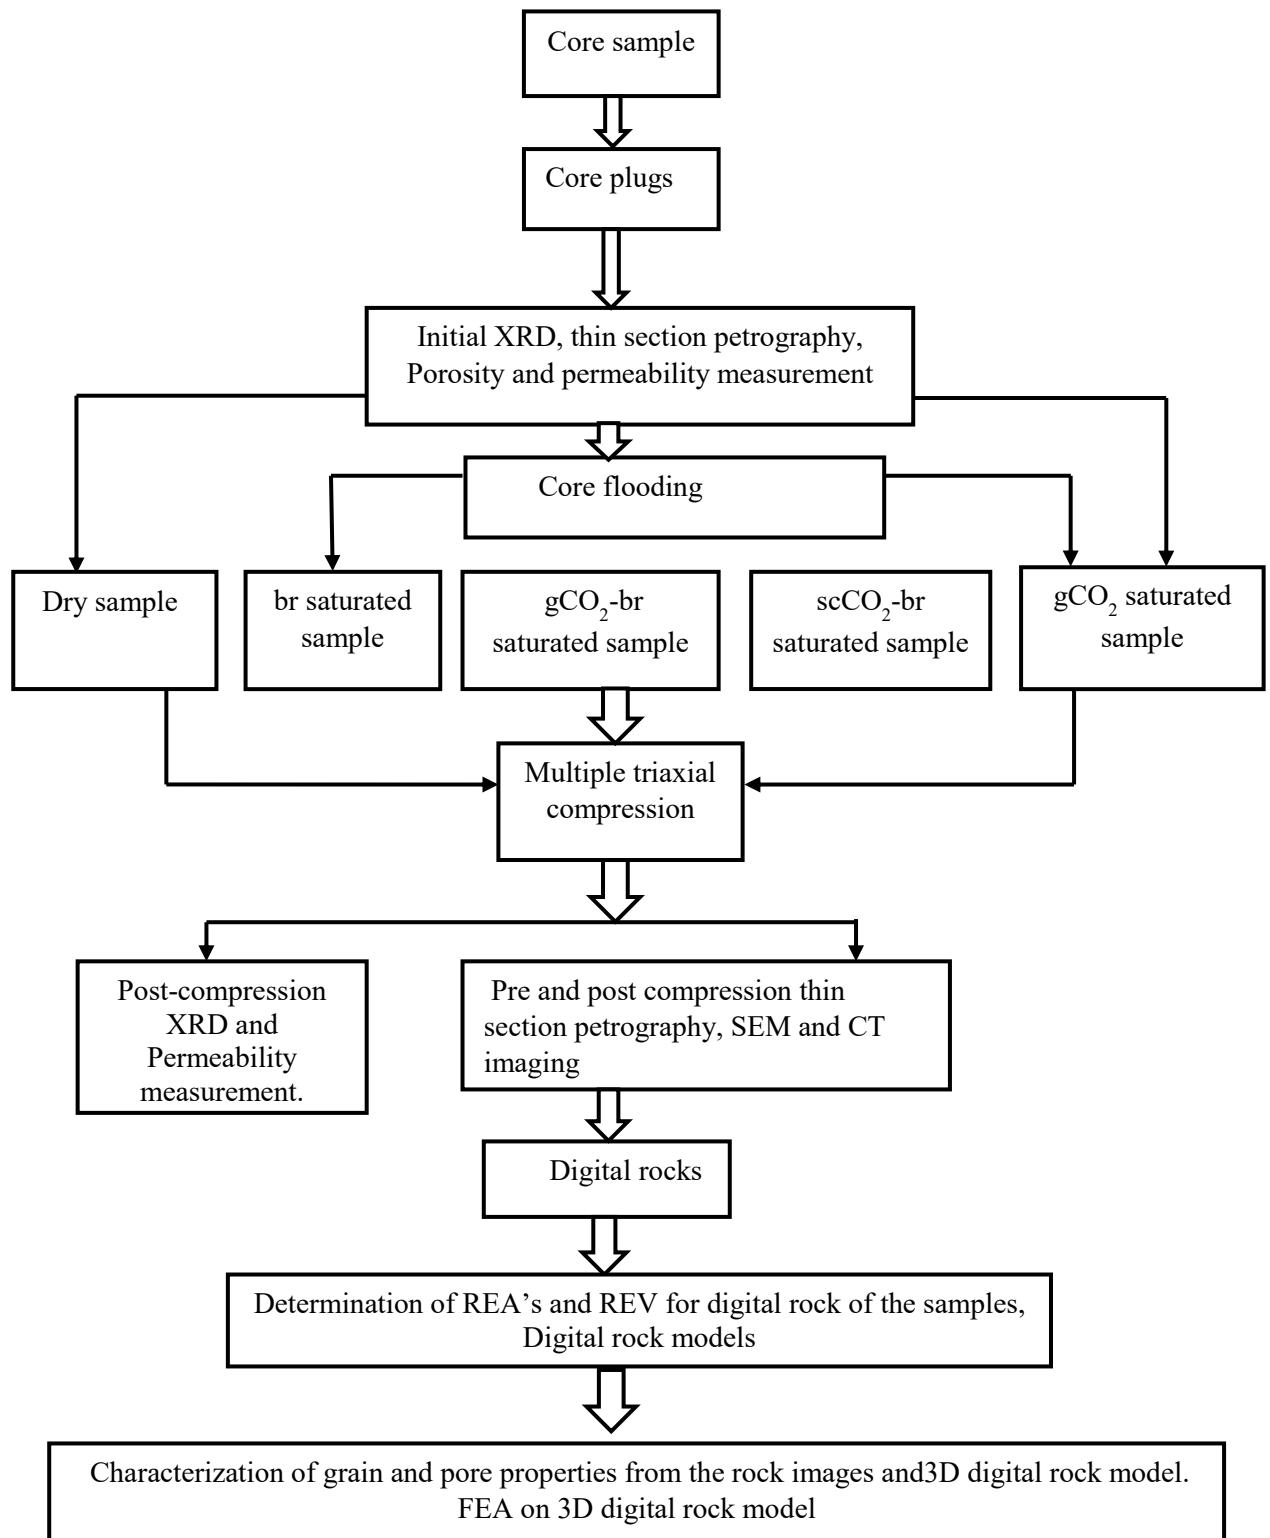 Core sample
Core plugs
Initial XRD, thin section petrography,
Porosity and permeability measurement
Core flooding
Dry sample
br saturated
sample
gCO₂-br
saturated sample
scCO₂-br
saturated sample
gCO₂ saturated
sample
Multiple triaxial
compression
Post-compression
XRD and
Permeability
measurement.
Pre and post compression thin
section petrography, SEM and CT
imaging
Digital rocks
Determination of REA’s and REV for digital rock of the samples,
Digital rock models
Characterization of grain and pore properties from the rock images and3D digital rock model.
FEA on 3D digital rock model